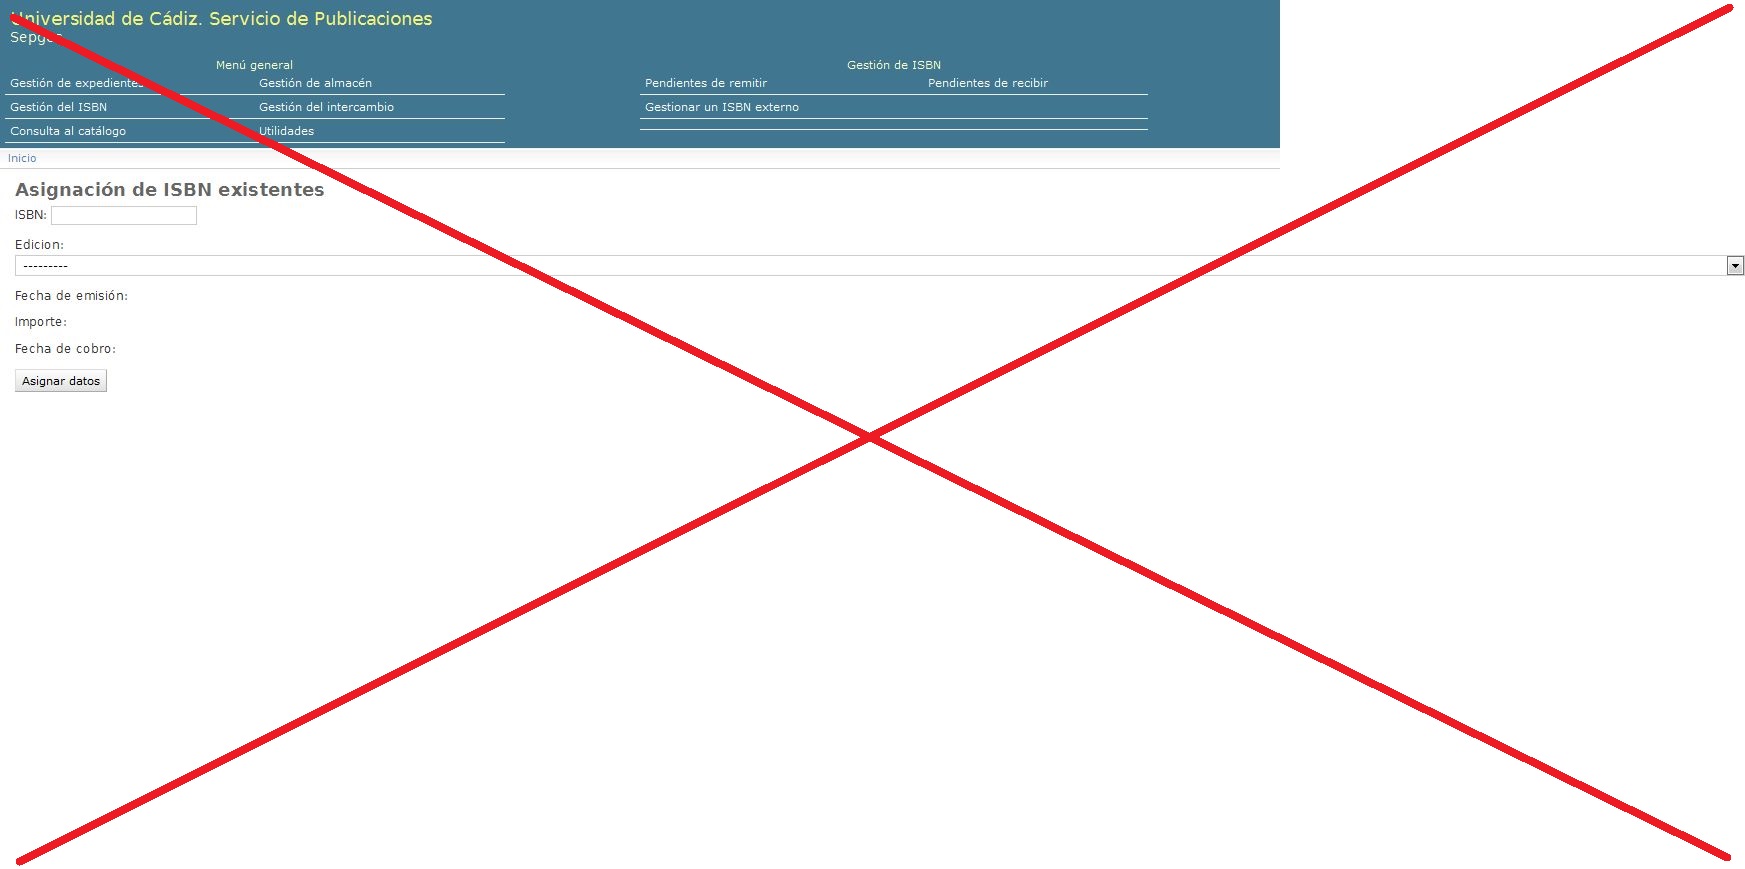 Universidad de Cádiz. Servicio de Publicaciones
Menú general
Gestión de expedientes Gestión de almacén
Gestión del ISBN Gestión del intercambio
Consulta al catálogo Utilidades
Gestión de ISBN
Pendientes de remitir Pendientes de recibir
Gestionar un ISBN externo
Inicio
Asignación de ISBN existentes
ISBN:
Edicion:
---------
Fecha de emisión:
Importe:
Fecha de cobro:
Asignar datos